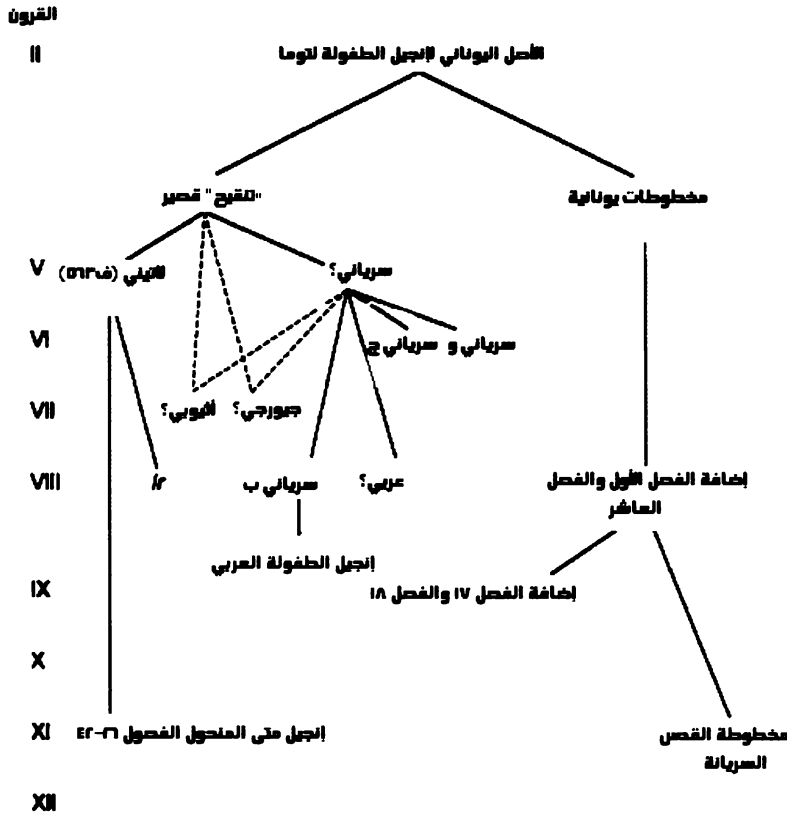 القرون
II
الأصل اليوناني لإنجيل الطفولة لتوما
"تنقيح" قصير
مخطوطات يونانية
V
لاتيني (ف٥٦٣)
سرياني؟
VI
سرياني ج
سرياني و
VII
أثيوبي؟
جيورجي؟
VIII
سرياني ب
عربي؟
إضافة الفصل الأول والفصل
العاشر
إنجيل الطفولة العربي
IX
إضافة الفصل ١٧ والفصل ١٨
X
XI
إنجيل متى المنحول الفصول ٢٦-٤٢
مخطوطة القصص
السريانة
XII